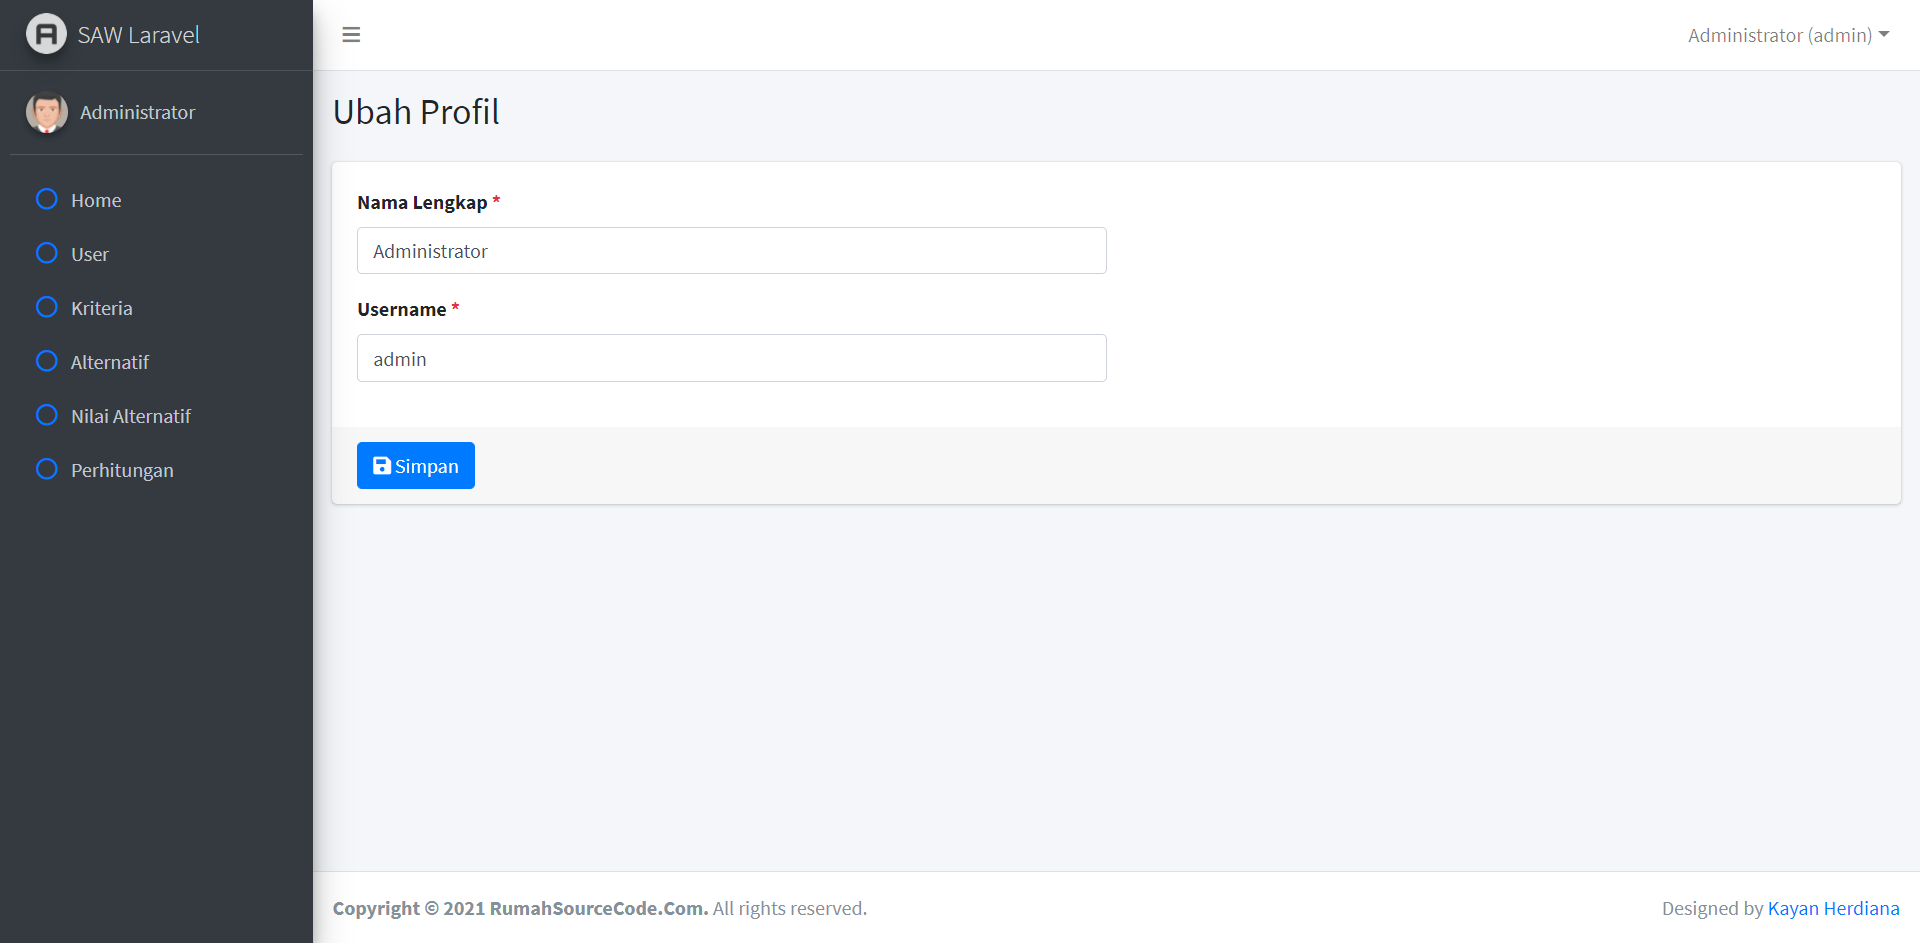 SAW Laravel
Administrator
Home
User
Kriteria
Alternatif
Nilai Alternatif
Perhitungan
Administrator (admin)
Ubah Profil
Nama Lengkap *
Administrator
Username *
admin
Simpan
Copyright © 2021 RumahSourceCode.Com. All rights reserved.
Designed by Kayan Herdiana